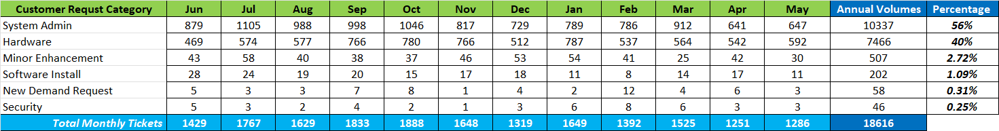 Customer Requst Category Jun Jul Aug Sep Oct Nov Dec Jan Feb Mar Apr May Annual Volumes Percentage
System Admin 879 1105 988 998 1046 817 729 789 786 912 641 647 10337 56%
Hardware 469 574 577 766 780 766 512 787 537 564 542 592 7466 40%
Minor Enhancement 43 58 40 38 37 46 53 54 41 25 42 30 507 2.72%
Software Install 28 24 19 20 15 17 18 11 8 14 17 11 202 1.09%
New Demand Request 5 3 3 7 8 1 4 2 12 4 6 3 58 0.31%
Security 5 3 2 4 2 1 3 6 8 6 3 3 46 0.25%
Total Monthly Tickets 1429 1767 1629 1833 1888 1648 1319 1649 1392 1525 1251 1286 18616